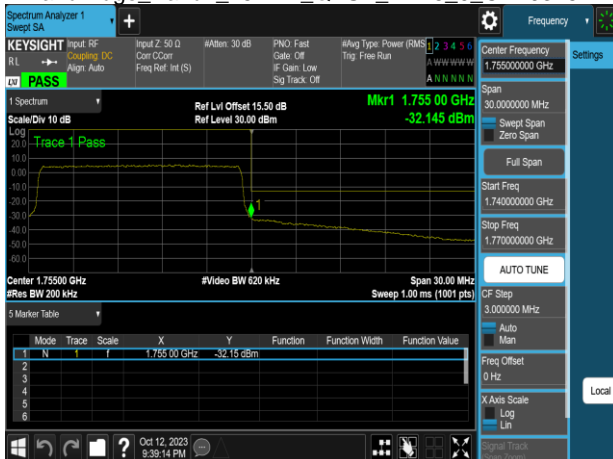 Spectrum Analyzer 1
Swept SA
+
Frequency
KEYSIGHT
RL
Input: RF
Coupling: DC
Align: Auto
Input Z: 50 Ω
Corr CCorr
Freq Ref: Int (S)
#Atten: 30 dB
PNO: Fast
Gate: Off
IF Gain: Low
Sig Track: Off
#Avg Type: Power (RMS
Trig: Free Run
1 2 3 4 5 6
A WW W W W
A N N N N N
LXI PASS
1 Spectrum
Scale/Div 10 dB
Ref Lvl Offset 15.50 dB
Ref Level 30.00 dBm
Mkr1 1.755 00 GHz
-32.145 dBm
Log
Trace 1 Pass
20.0
10.0
0.00
-10.0
-20.0
-30.0
-40.0
-50.0
-60.0
1
Center 1.75500 GHz
#Res BW 200 kHz
#Video BW 620 kHz
Span 30.00 MHz
Sweep 1.00 ms (1001 pts)
5 Marker Table
Mode Trace Scale X Y Function Function Width Function Value
1 N 1 f 1.755 00 GHz -32.15 dBm
2
3
4
5
6
Oct 12, 2023
9:39:14 PM
Center Frequency
1.755000000 GHz
Span
30.0000000 MHz
Swept Span
Zero Span
Full Span
Start Freq
1.740000000 GHz
Stop Freq
1.770000000 GHz
AUTO TUNE
CF Step
3.000000 MHz
Auto
Man
Freq Offset
0 Hz
X Axis Scale
Log
Lin
Signal Track
Settings
Local